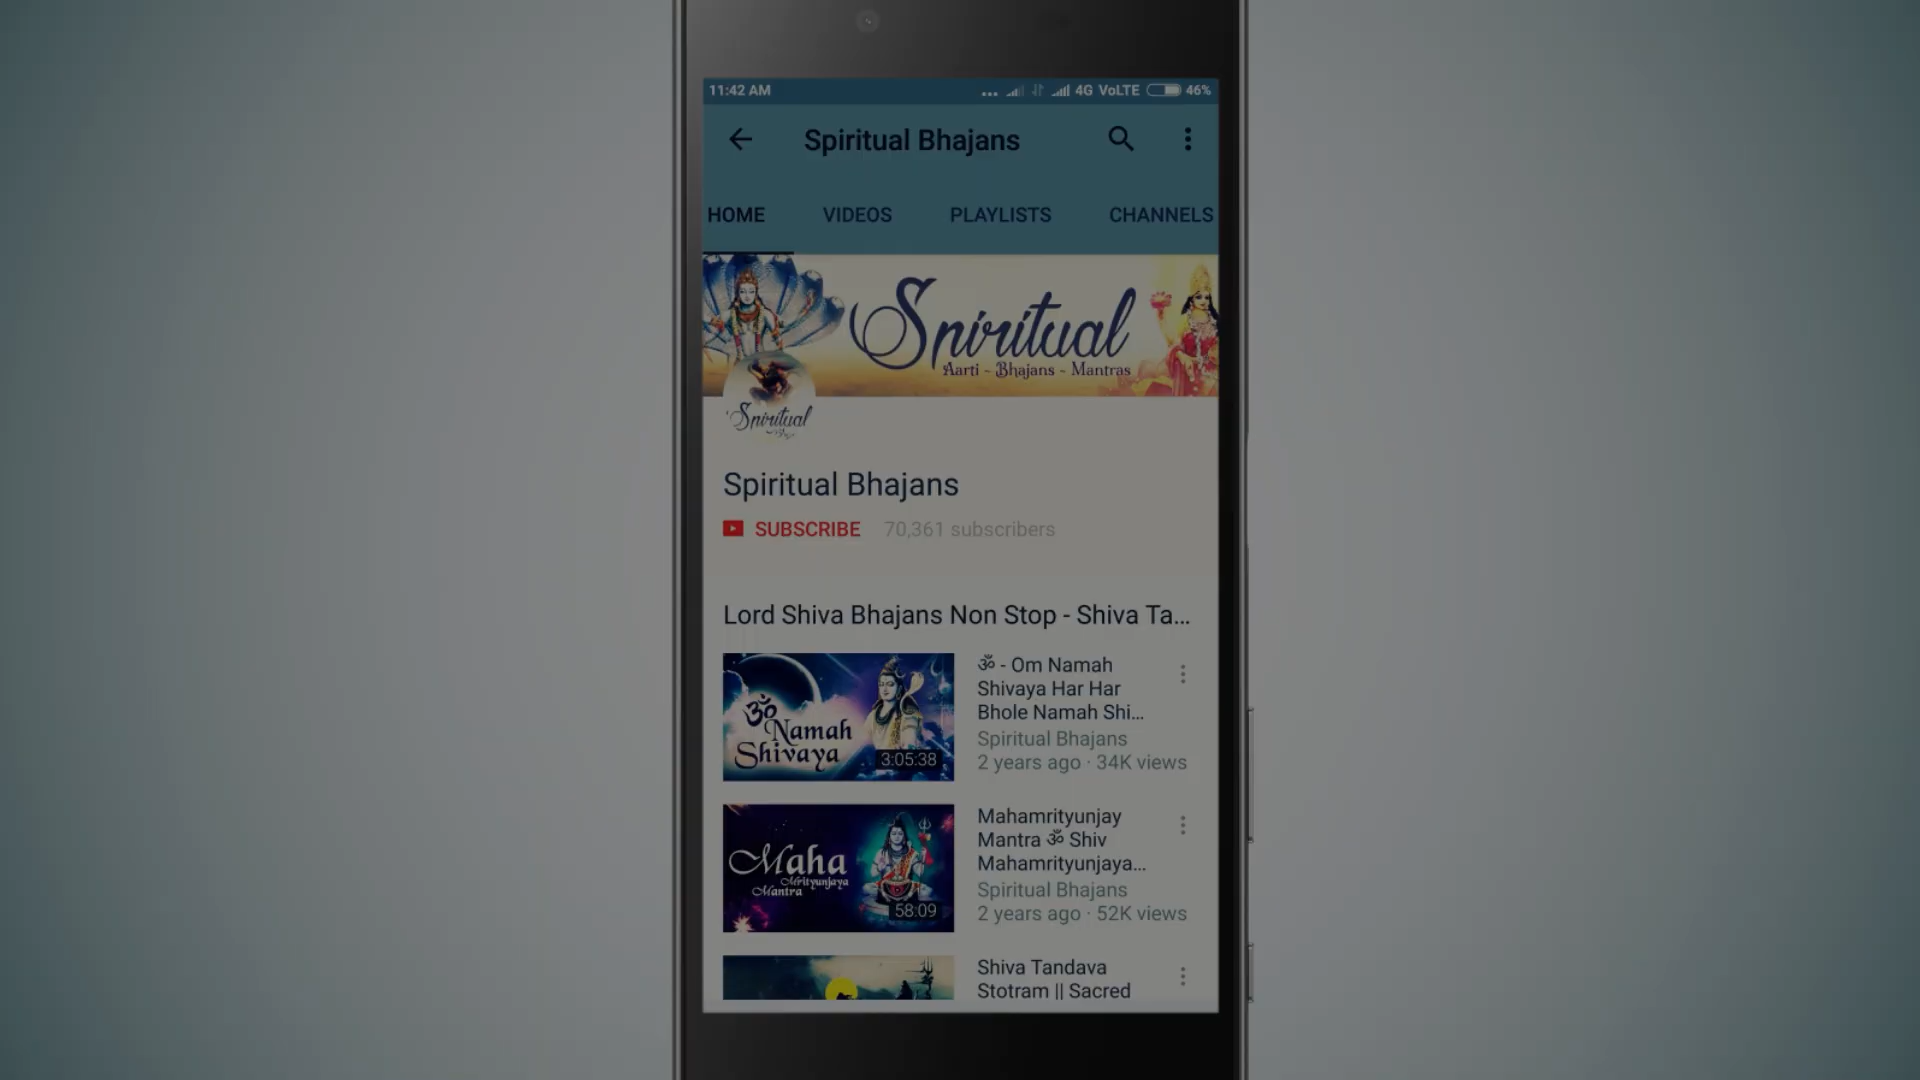 11:42 AM
4G VoLTE 46%
Spiritual Bhajans
HOME VIDEOS PLAYLISTS CHANNELS
Spiritual
Aarti ~ Bhajans ~ Mantras
Spiritual
Spiritual Bhajans
SUBSCRIBE 70,361 subscribers
Lord Shiva Bhajans Non Stop - Shiva Ta...
ॐ Namah
Shivaya
3:05:38
ॐ - Om Namah
Shivaya Har Har
Bhole Namah Shi...
Spiritual Bhajans
2 years ago · 34K views
Maha
Mrityunjaya
Mantra
58:09
Mahamrityunjay
Mantra ॐ Shiv
Mahamrityunjaya...
Spiritual Bhajans
2 years ago · 52K views
Shiva Tandava
Stotram || Sacred